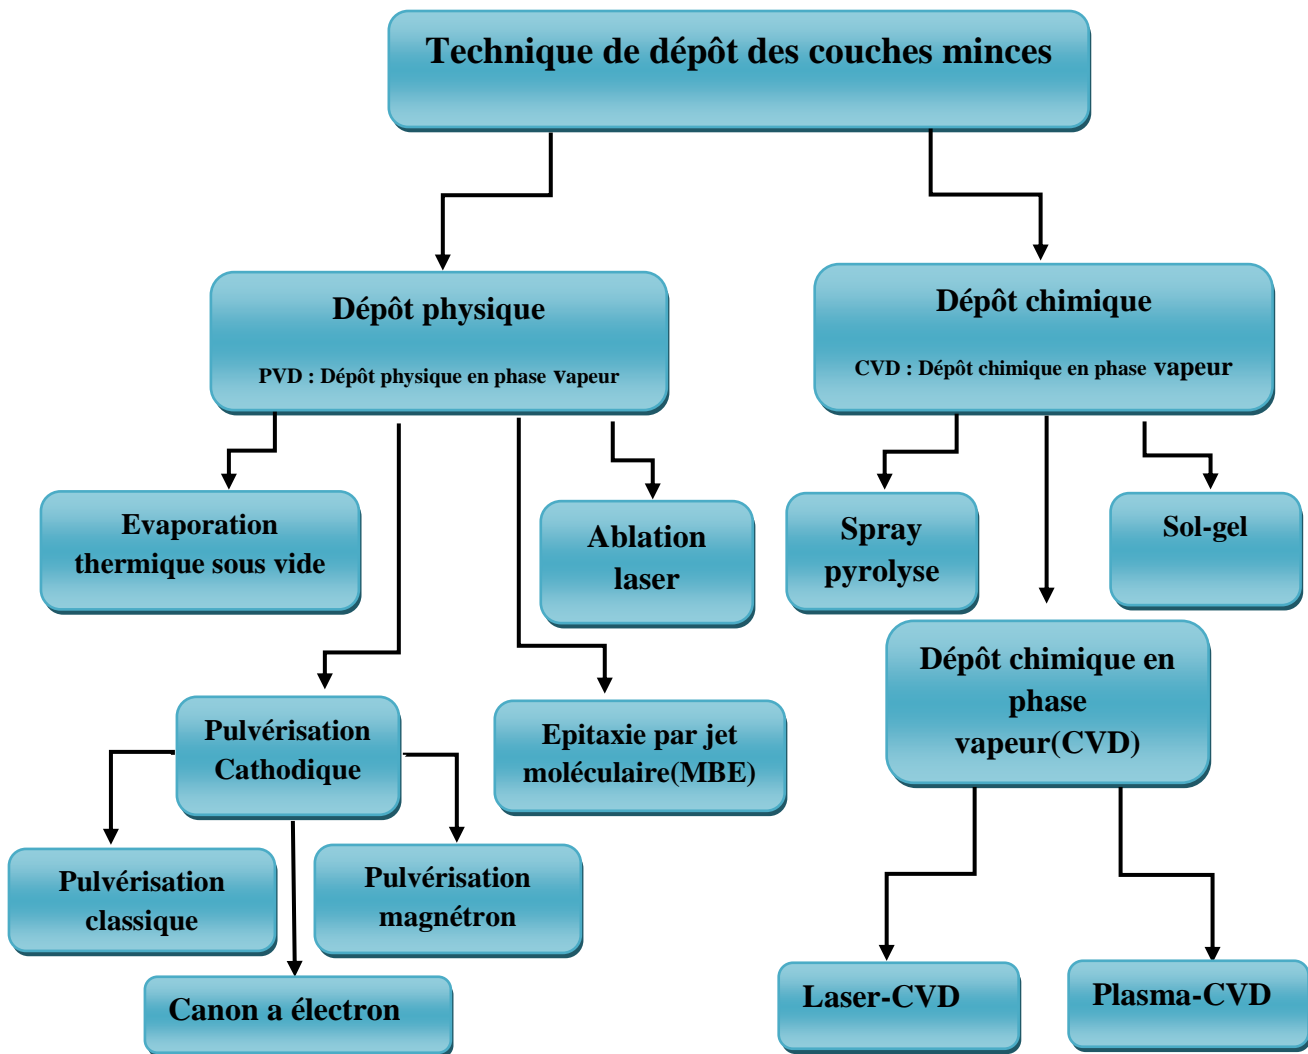 Technique de dépôt des couches minces
Dépôt physique
PVD : Dépôt physique en phase vapeur
Dépôt chimique
CVD : Dépôt chimique en phase vapeur
Evaporation
thermique sous vide
Ablation
laser
Spray
pyrolyse
Sol-gel
Pulvérisation
Cathodique
Epitaxie par jet
moléculaire(MBE)
Dépôt chimique en
phase
vapeur(CVD)
Pulvérisation
classique
Pulvérisation
magnétron
Canon a électron
Laser-CVD
Plasma-CVD